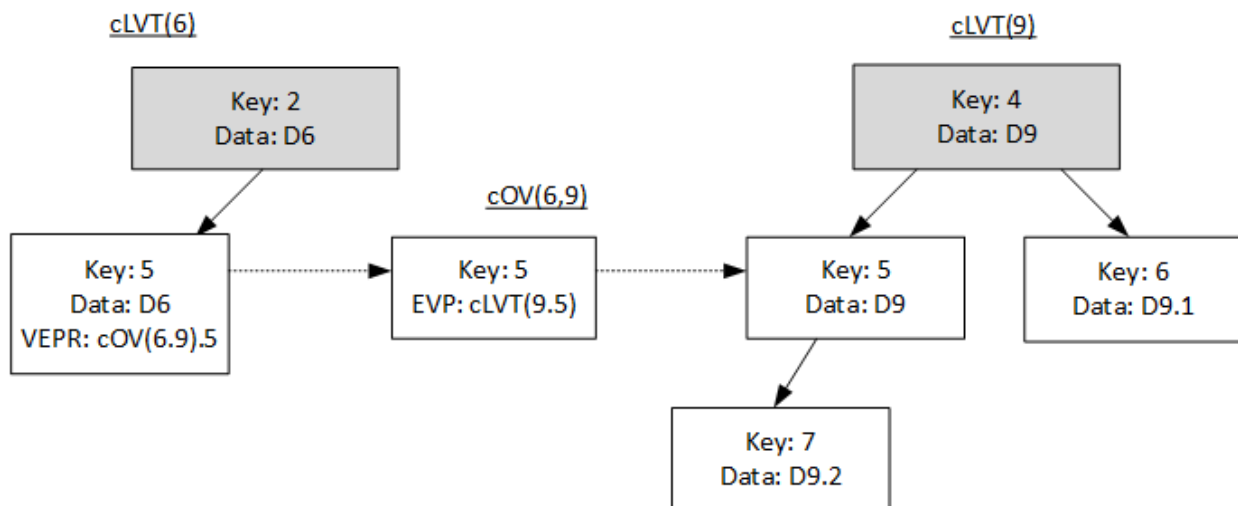 cLVT(6)
cLVT(9)
Key: 2
Data: D6
Key: 4
Data: D9
cOV(6,9)
Key: 5
Data: D6
VEPR: cOV(6.9).5
Key: 5
EVP: cLVT(9.5)
Key: 5
Data: D9
Key: 6
Data: D9.1
Key: 7
Data: D9.2